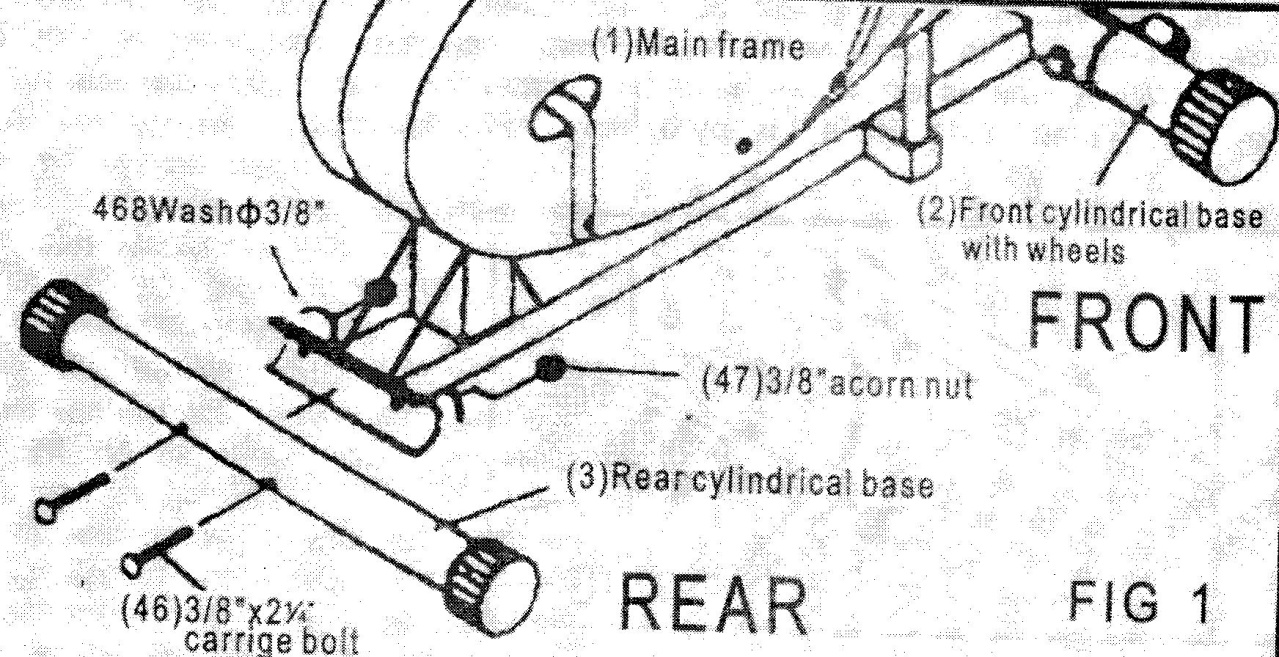 (1)Main frame
468WashΦ3/8"
(2)Front cylindrical base
with wheels
FRONT
(47)3/8"acorn nut
(3)Rear cylindrical base
(46)3/8"x2¼"
carrige bolt
REAR
FIG 1